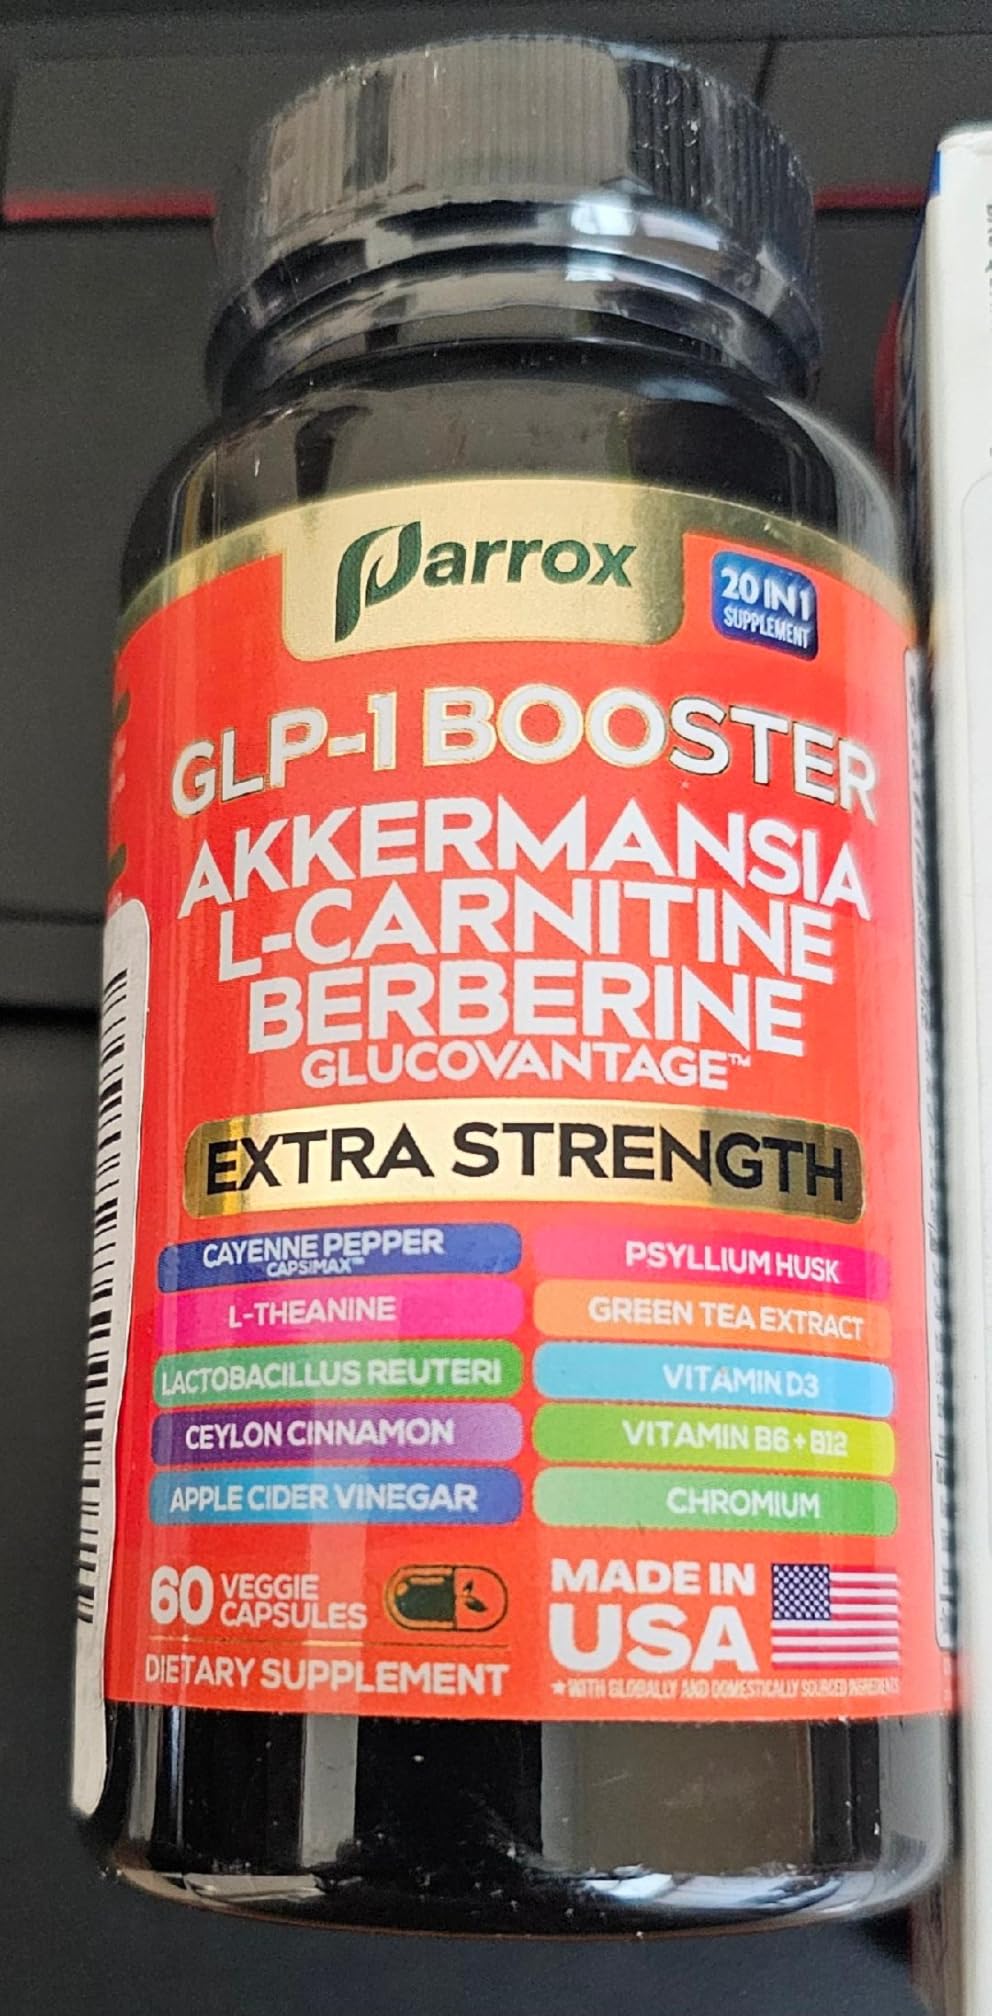 Parrox
20 IN 1
SUPPLEMENT
GLP-1 BOOSTER
AKKERMANSIA
L-CARNITINE
BERBERINE
GLUCOVANTAGE™
EXTRA STRENGTH
CAYENNE PEPPER
CAPSIMAX™
PSYLLIUM HUSK
L-THEANINE
GREEN TEA EXTRACT
LACTOBACILLUS REUTERI
VITAMIN D3
CEYLON CINNAMON
VITAMIN B6 + B12
APPLE CIDER VINEGAR
CHROMIUM
60 VEGGIE
CAPSULES
DIETARY SUPPLEMENT
MADE IN
USA
*WITH GLOBALLY AND DOMESTICALLY SOURCED INGREDIENTS